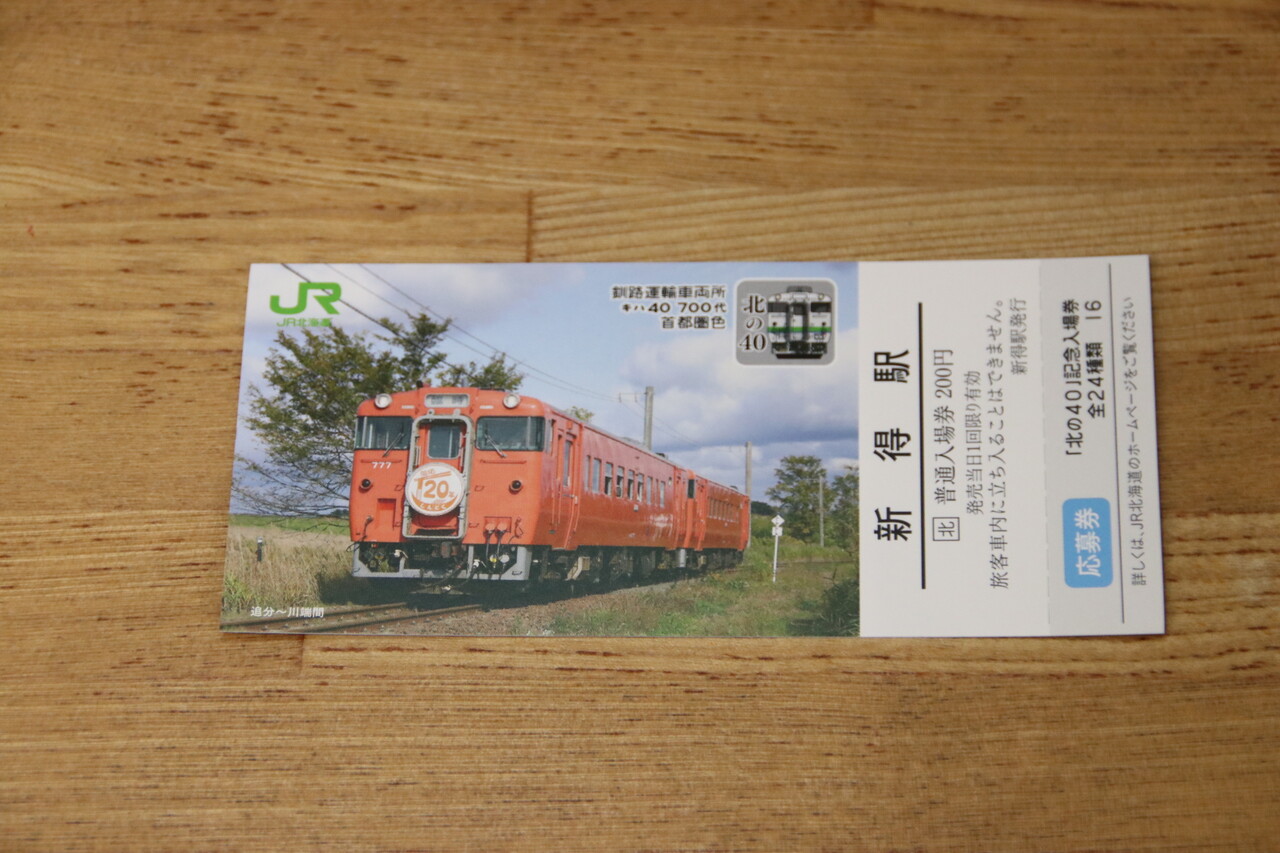 JR
JR北海道
釧路運輸車両所
キハ40 700代
首都圏色
北の40
777
120
追分～川端間
新得駅
北 普通入場券 200円
発売当日1回限り有効
旅客車内に立ち入ることはできません。
新得駅発行
「北の40」記念入場券
全24種類 16
応募券
詳しくは、JR北海道のホームページをご覧ください